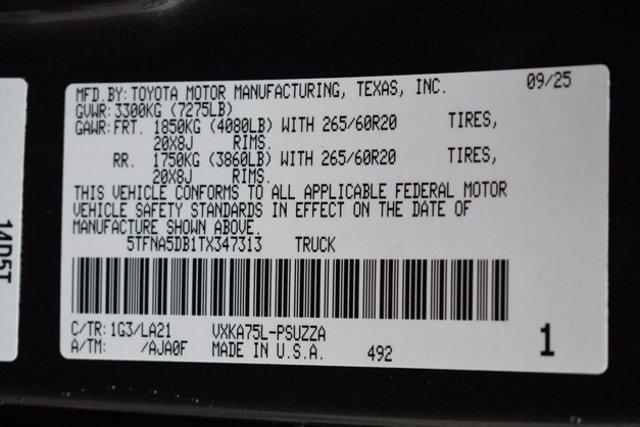 MFD.BY: TOYOTA MOTOR MANUFACTURING, TEXAS, INC. 09/25
GVWR: 3300KG (7275LB)
GAWR: FRT. 1850KG (4080LB) WITH 265/60R20 TIRES,
20X8J RIMS.
RR. 1750KG (3860LB) WITH 265/60R20 TIRES,
20X8J RIMS.
THIS VEHICLE CONFORMS TO ALL APPLICABLE FEDERAL MOTOR
VEHICLE SAFETY STANDARDS IN EFFECT ON THE DATE OF
MANUFACTURE SHOWN ABOVE.
5TFNA5DB1TX347313 TRUCK
C/TR: 1G3/LA21 VXKA75L-PSUZZA
A/TM: /AJA0F MADE IN U.S.A. 492 1
14D5T